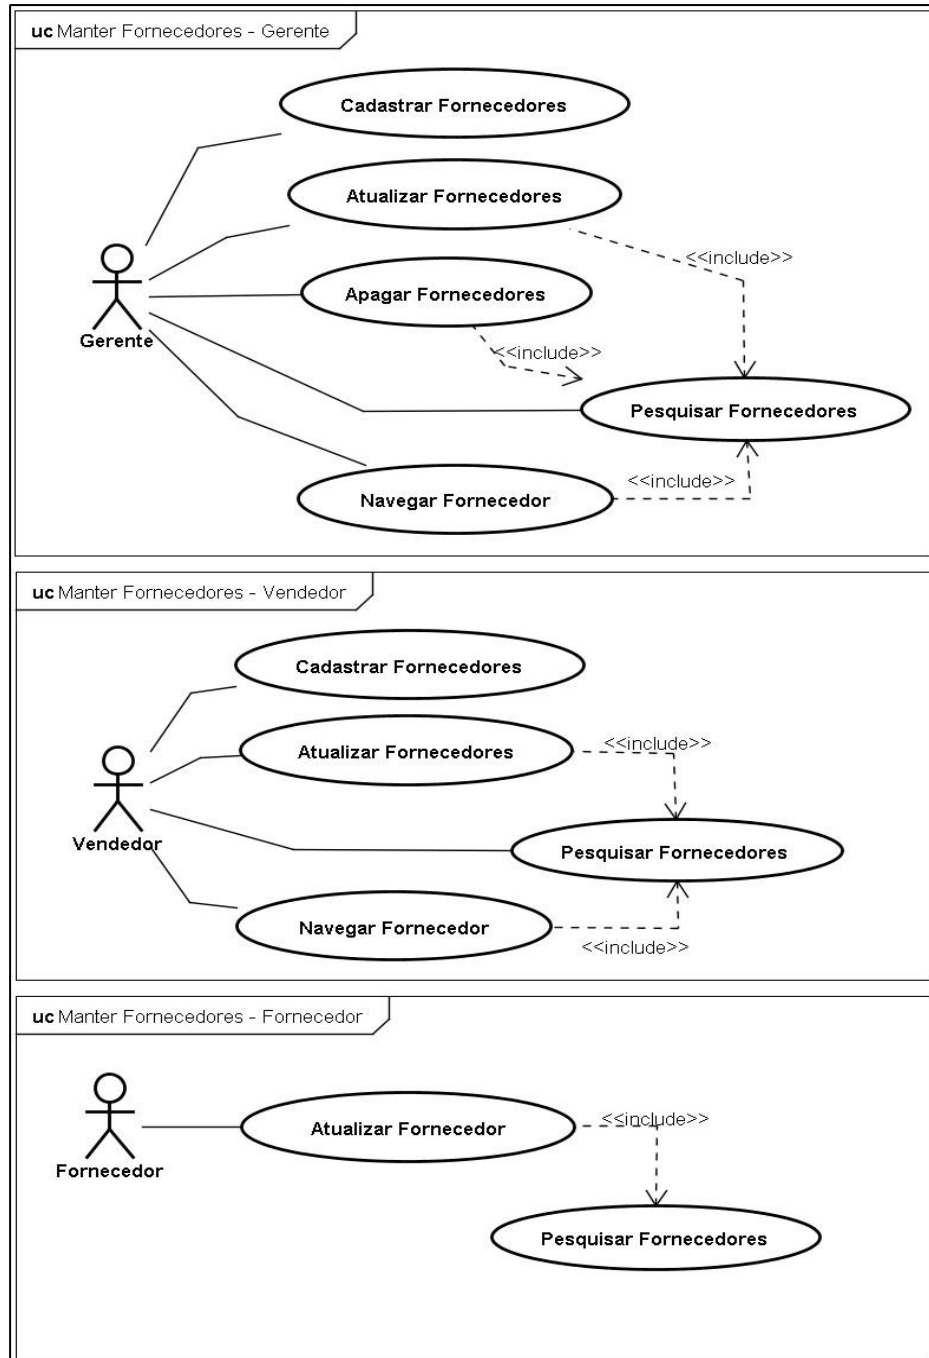 uc Manter Fornecedores - Gerente
Cadastrar Fornecedores
Atualizar Fornecedores
<<include>>
Apagar Fornecedores
Gerente
<<include>>
Pesquisar Fornecedores
<<include>>
Navegar Fornecedor
uc Manter Fornecedores - Vendedor
Cadastrar Fornecedores
Atualizar Fornecedores
<<include>>
Vendedor
Pesquisar Fornecedores
Navegar Fornecedor
<<include>>
uc Manter Fornecedores - Fornecedor
<<include>>
Atualizar Fornecedor
Fornecedor
Pesquisar Fornecedores